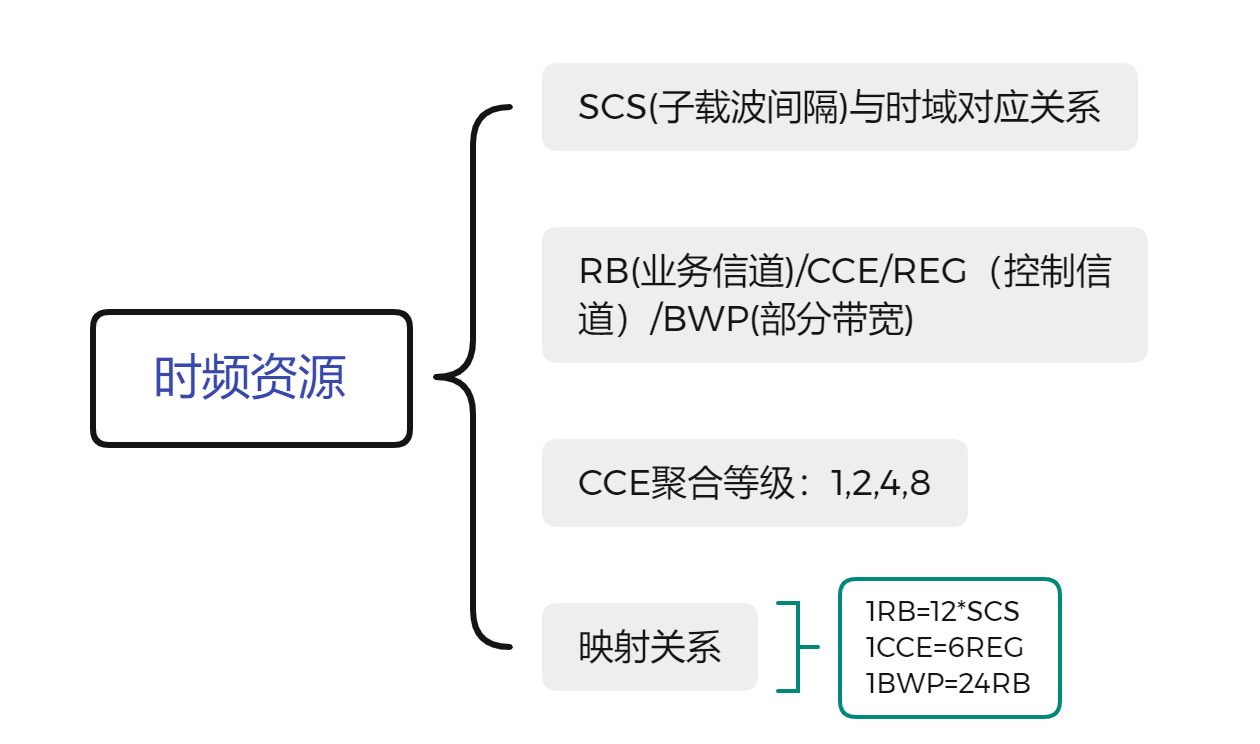 时频资源
SCS(子载波间隔)与时域对应关系
RB(业务信道)/CCE/REG（控制信
道）/BWP(部分带宽)
CCE聚合等级：1,2,4,8
映射关系
1RB=12*SCS
1CCE=6REG
1BWP=24RB